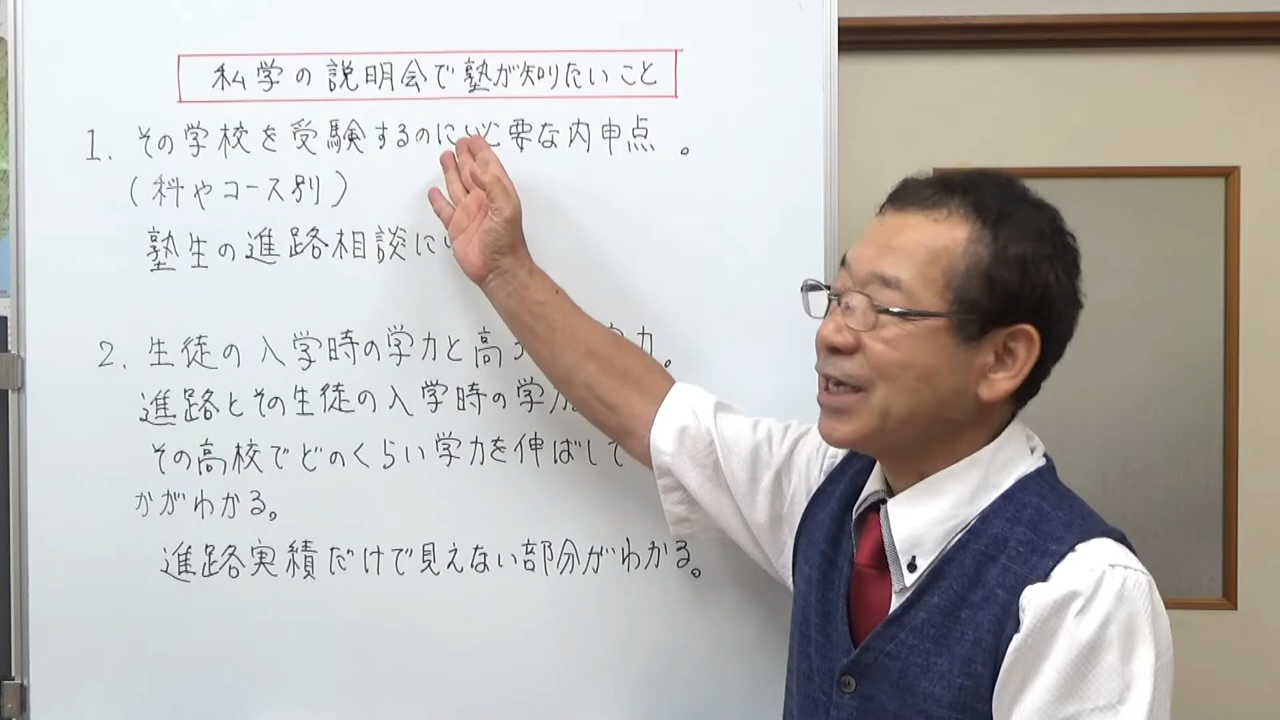 私学の説明会で塾が知りたいこと
1. その学校を受験するのに必要な内申点。
(科やコース別)
塾生の進路相談に
2. 生徒の入学時の学力と高 学力。
進路とその生徒の入学時の学力
その高校でどのくらい学力を伸ばして
かがわかる。
進路実績だけで見えない部分がわかる。